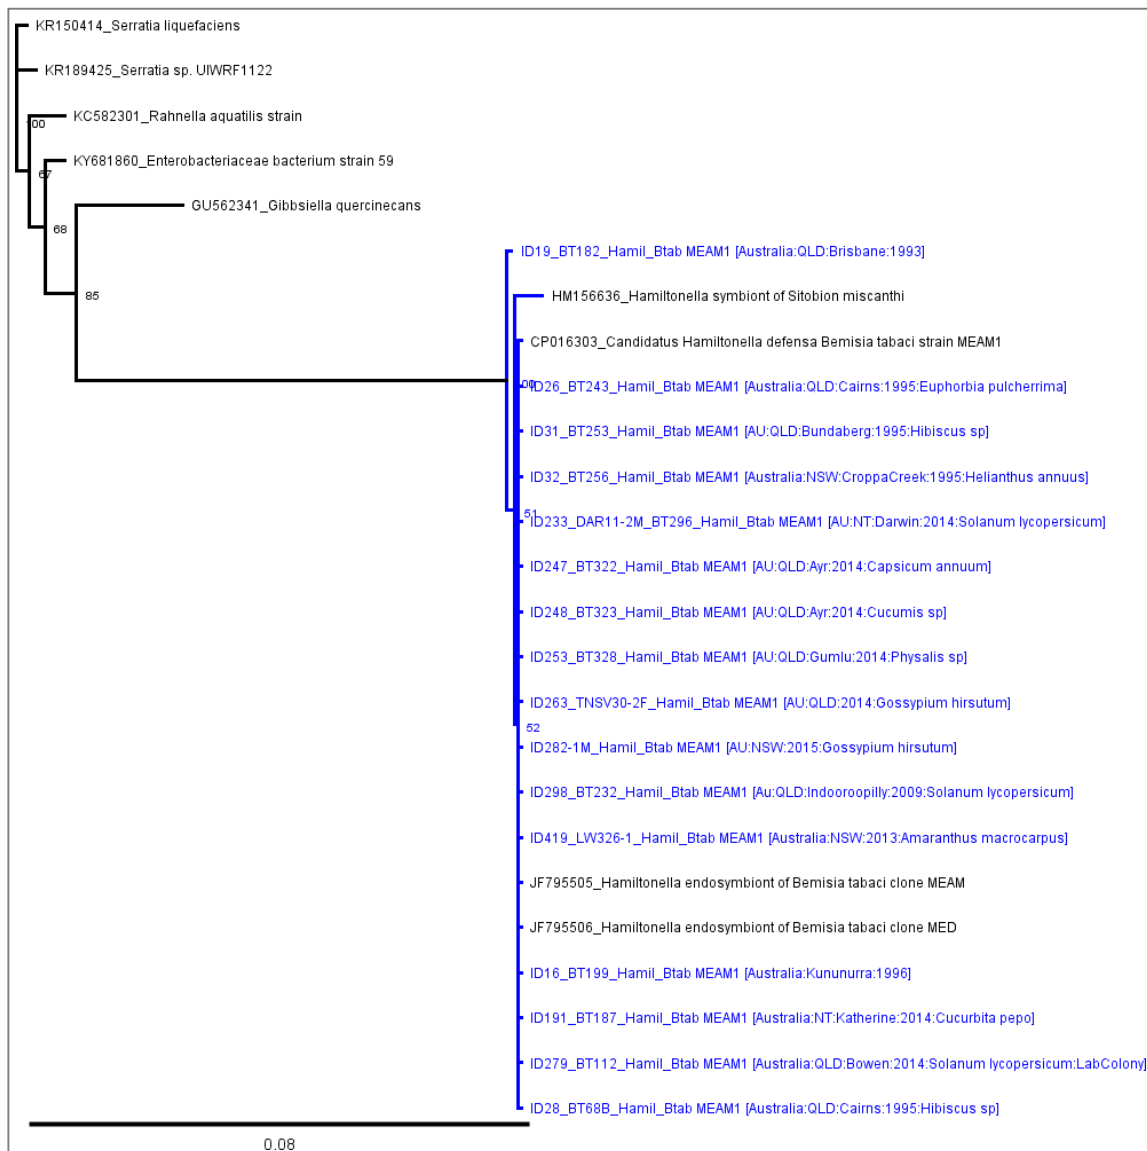 KR150414_Serratia liquefaciens
KR189425_Serratia sp. UIWRF1122
KC582301_Rahnella aquatilis strain
100
KY681860_Enterobacteriaceae bacterium strain 59
67
GU562341_Gibbsiella quercinecans
68
ID19_BT182_Hamil_Btab MEAM1 [Australia:QLD:Brisbane:1993]
85
HM156636_Hamiltonella symbiont of Sitobion miscanthi
CP016303_Candidatus Hamiltonella defensa Bemisia tabaci strain MEAM1
ID26_BT243_Hamil_Btab MEAM1 [Australia:QLD:Cairns:1995:Euphorbia pulcherrima]
ID31_BT253_Hamil_Btab MEAM1 [AU:QLD:Bundaberg:1995:Hibiscus sp]
ID32_BT256_Hamil_Btab MEAM1 [Australia:NSW:CroppaCreek:1995:Helianthus annuus]
51
ID233_DAR11-2M_BT296_Hamil_Btab MEAM1 [AU:NT:Darwin:2014:Solanum lycopersicum]
ID247_BT322_Hamil_Btab MEAM1 [AU:QLD:Ayr:2014:Capsicum annuum]
ID248_BT323_Hamil_Btab MEAM1 [AU:QLD:Ayr:2014:Cucumis sp]
ID253_BT328_Hamil_Btab MEAM1 [AU:QLD:Gumlu:2014:Physalis sp]
ID263_TNSV30-2F_Hamil_Btab MEAM1 [AU:QLD:2014:Gossypium hirsutum]
52
ID282-1M_Hamil_Btab MEAM1 [AU:NSW:2015:Gossypium hirsutum]
ID298_BT232_Hamil_Btab MEAM1 [Au:QLD:Indooroopilly:2009:Solanum lycopersicum]
ID419_LW326-1_Hamil_Btab MEAM1 [Australia:NSW:2013:Amaranthus macrocarpus]
JF795505_Hamiltonella endosymbiont of Bemisia tabaci clone MEAM
JF795506_Hamiltonella endosymbiont of Bemisia tabaci clone MED
ID16_BT199_Hamil_Btab MEAM1 [Australia:Kununurra:1996]
ID191_BT187_Hamil_Btab MEAM1 [Australia:NT:Katherine:2014:Cucurbita pepo]
ID279_BT112_Hamil_Btab MEAM1 [Australia:QLD:Bowen:2014:Solanum lycopersicum:LabColony]
ID28_BT68B_Hamil_Btab MEAM1 [Australia:QLD:Cairns:1995:Hibiscus sp]
0.08